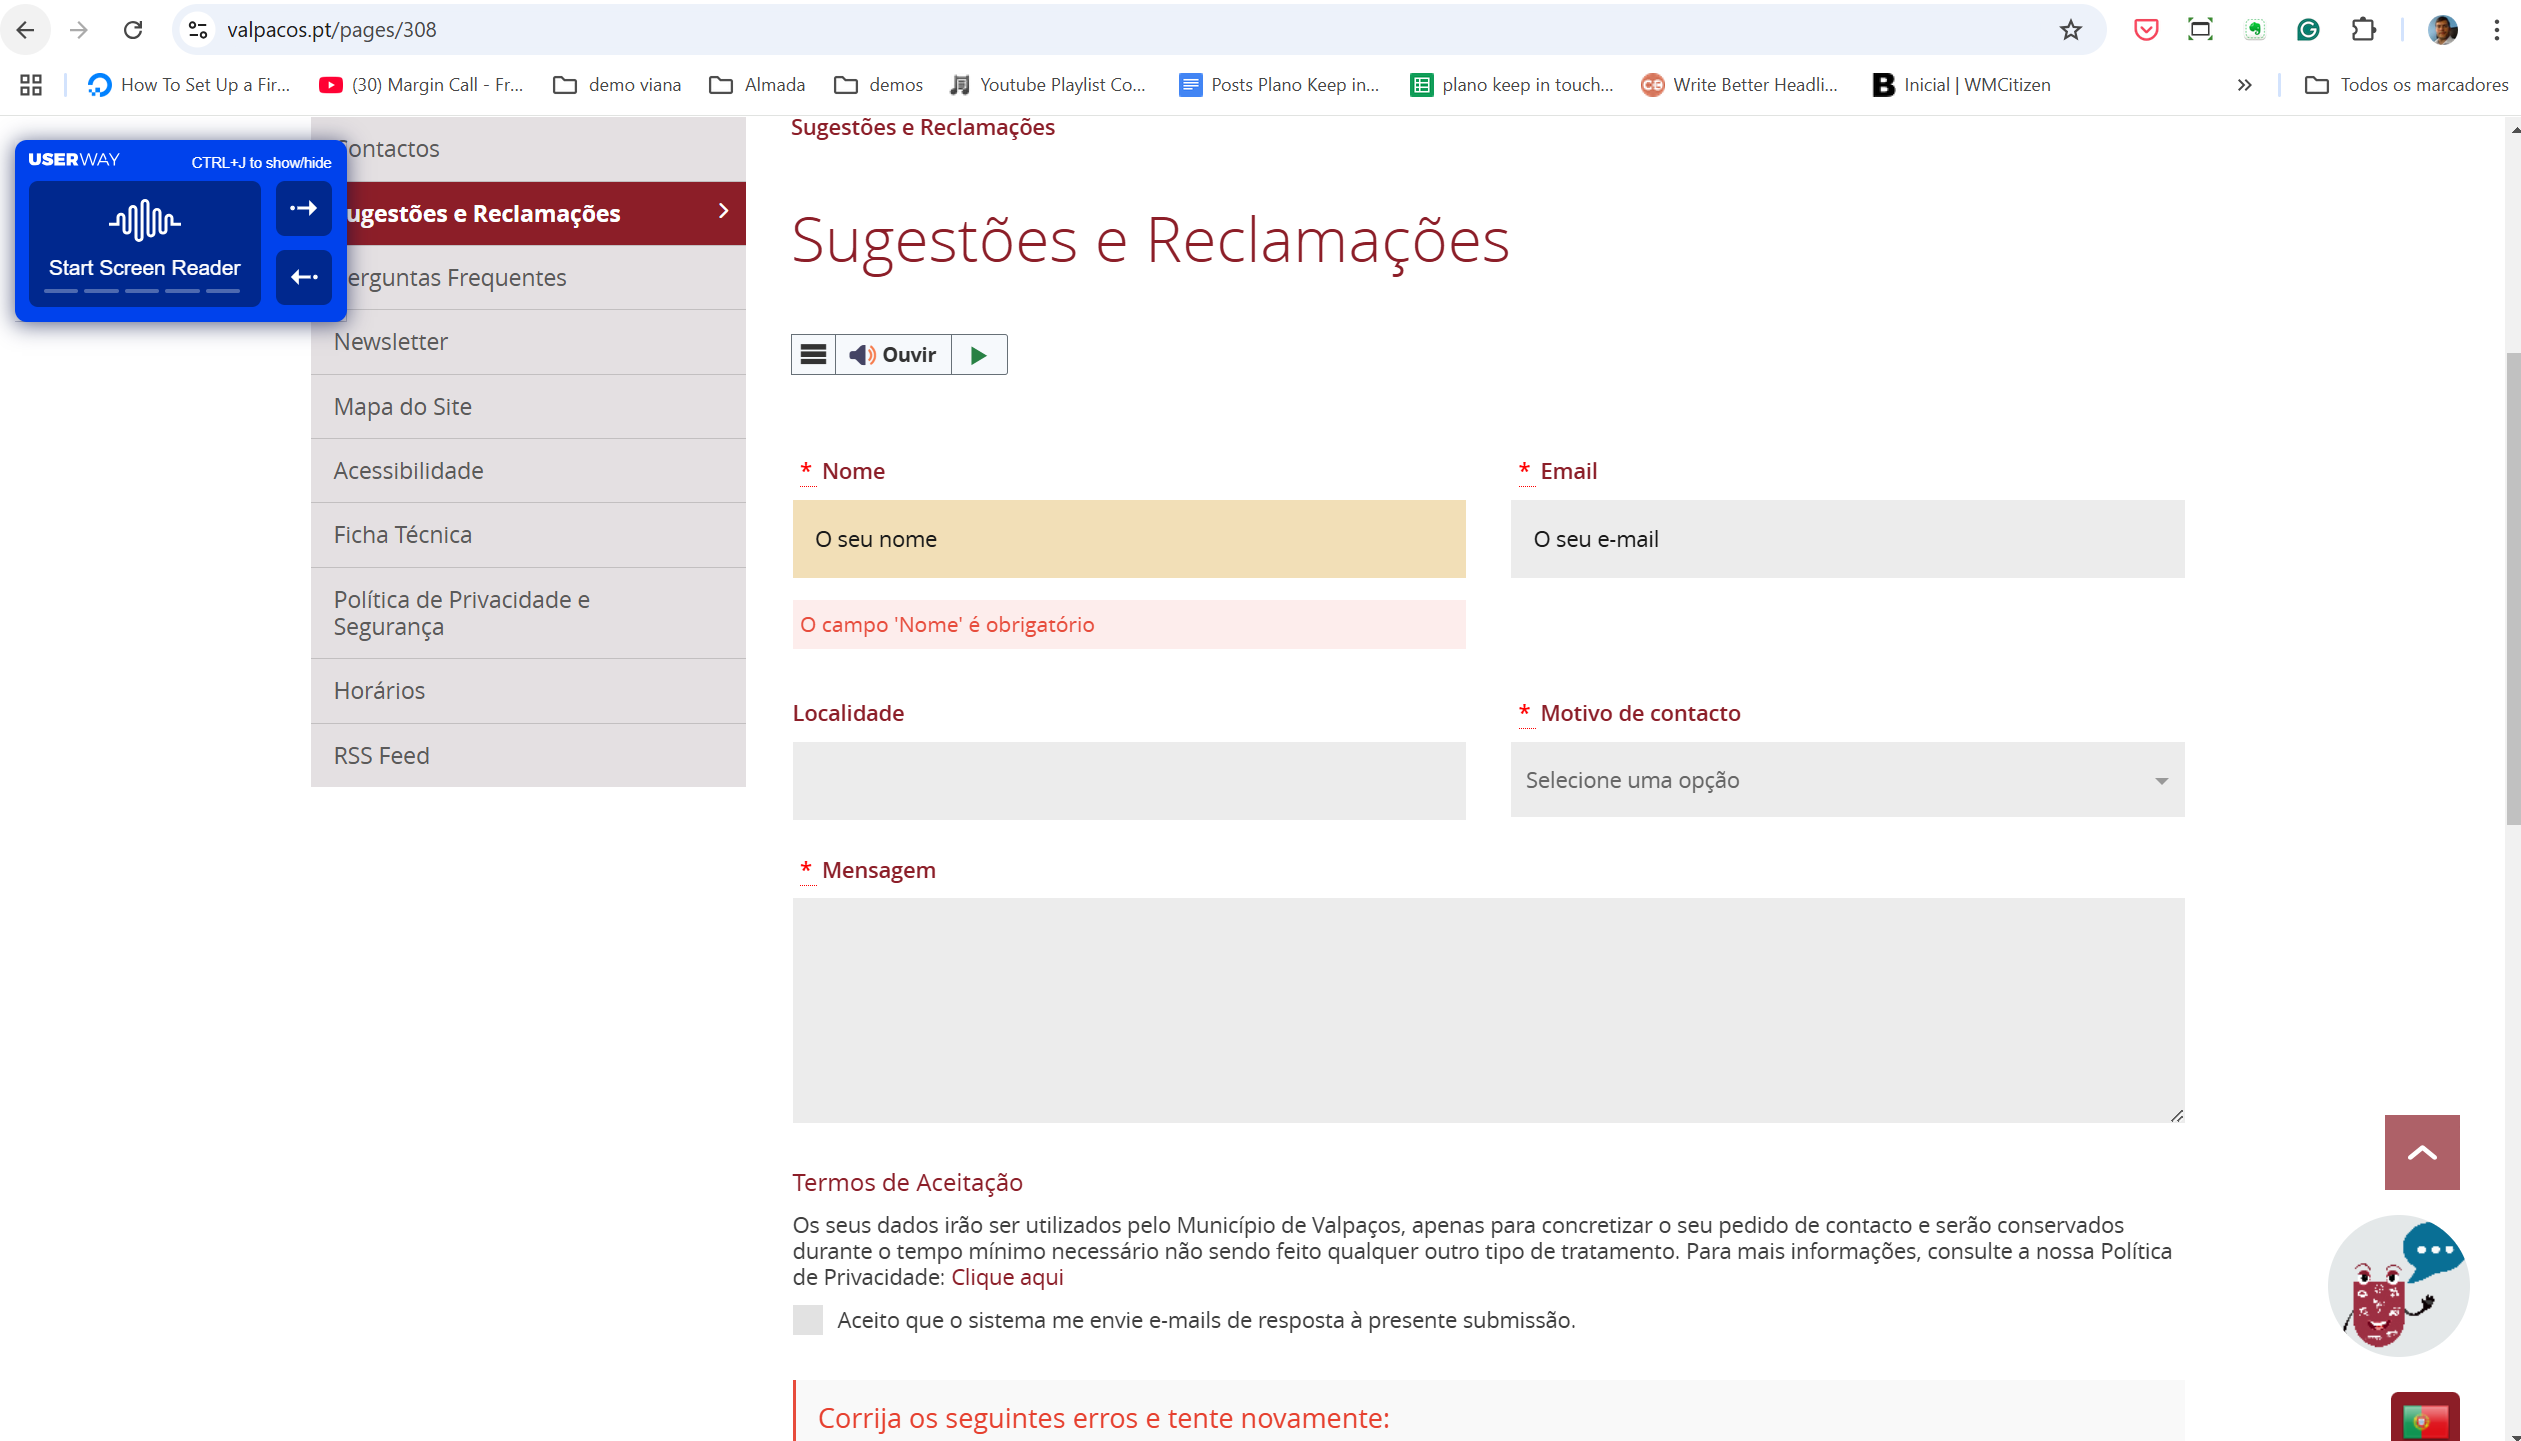 valpacos.pt/pages/308
How To Set Up a Fir...
(30) Margin Call - Fr...
demo viana
Almada
demos
Youtube Playlist Co...
Posts Plano Keep in...
plano keep in touch...
Write Better Headli...
Inicial | WMCitizen
Todos os marcadores
USERWAY
CTRL+J to show/hide
Start Screen Reader
ontactos
ugestões e Reclamações
erguntas Frequentes
Newsletter
Mapa do Site
Acessibilidade
Ficha Técnica
Política de Privacidade e
Segurança
Horários
RSS Feed
Sugestões e Reclamações
Sugestões e Reclamações
Ouvir
* Nome
* Email
O seu nome
O seu e-mail
O campo 'Nome' é obrigatório
Localidade
* Motivo de contacto
Selecione uma opção
* Mensagem
Termos de Aceitação
Os seus dados irão ser utilizados pelo Município de Valpaços, apenas para concretizar o seu pedido de contacto e serão conservados
durante o tempo mínimo necessário não sendo feito qualquer outro tipo de tratamento. Para mais informações, consulte a nossa Política
de Privacidade: Clique aqui
Aceito que o sistema me envie e-mails de resposta à presente submissão.
Corrija os seguintes erros e tente novamente: